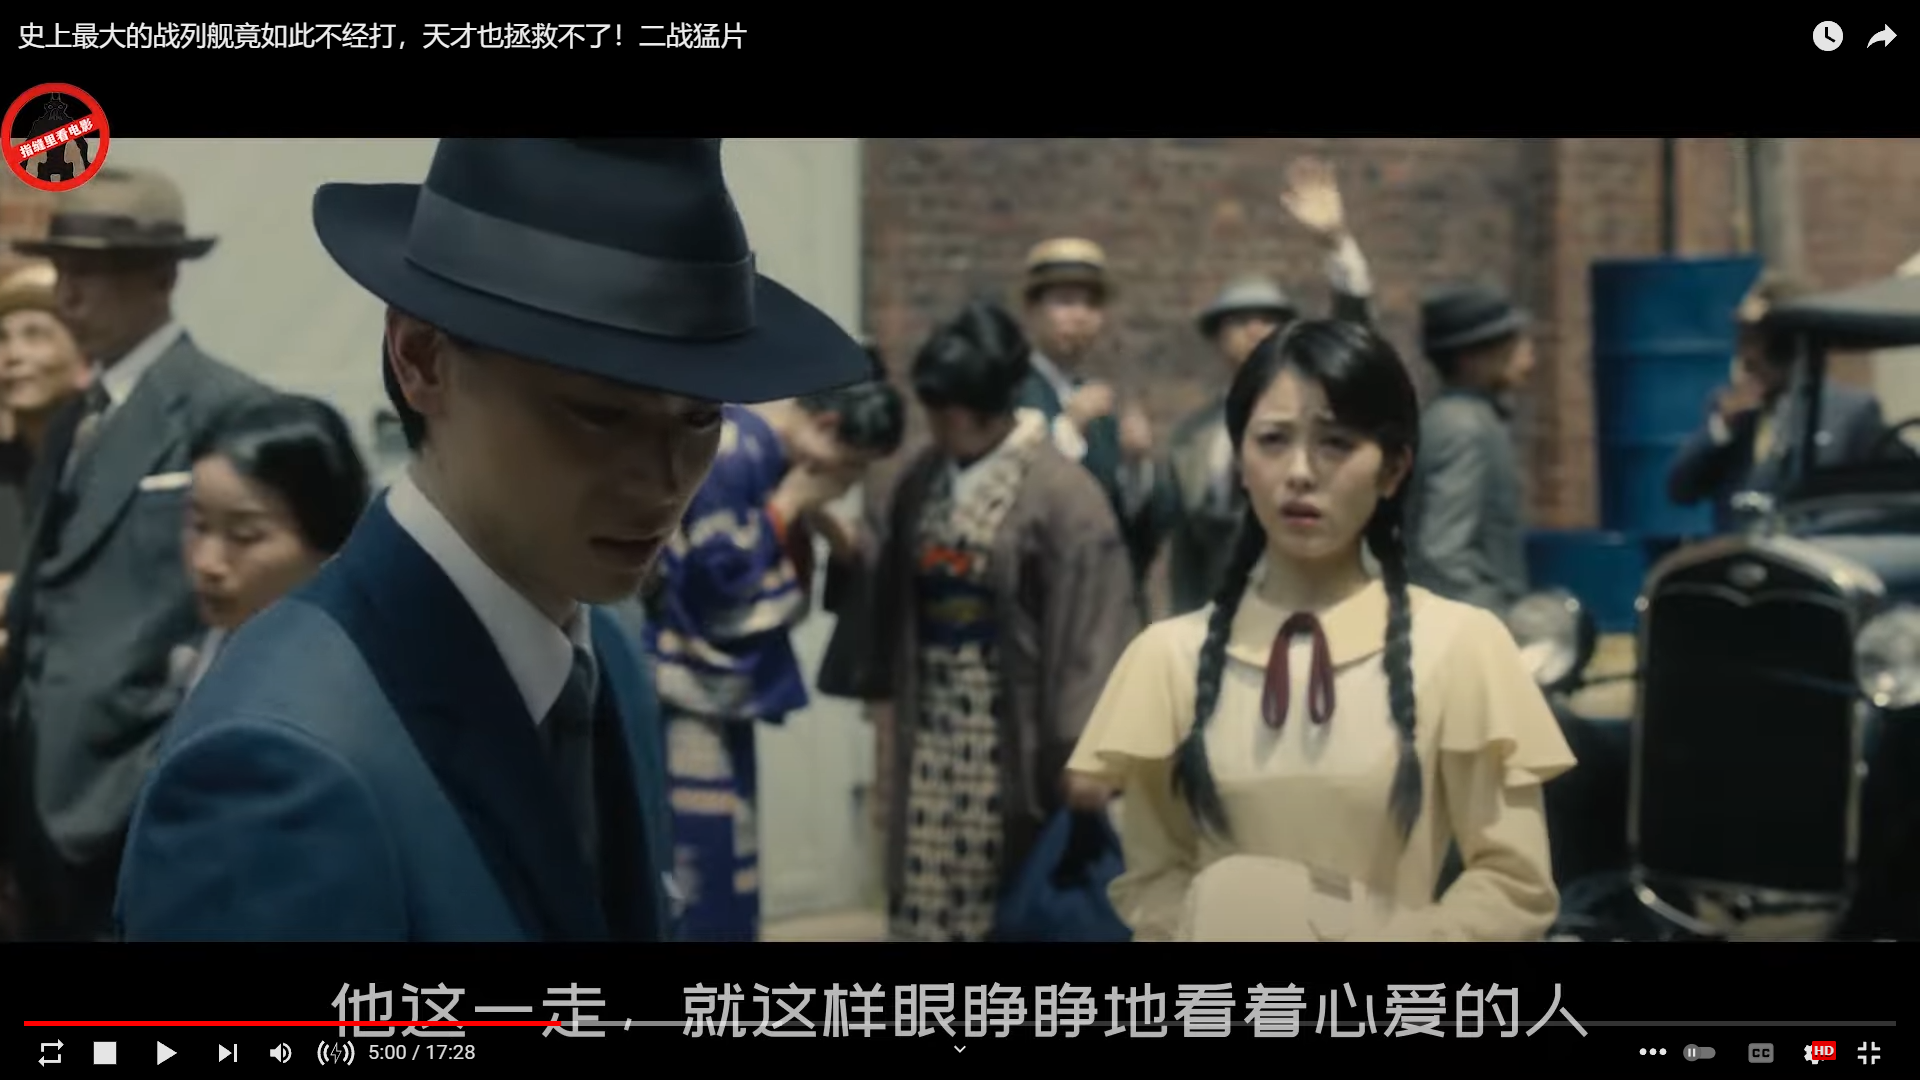 史上最大的战列舰竟如此不经打，天才也拯救不了！二战猛片
指缝里看电影
他这一走，就这样眼睁睁地看着心爱的人
5:00 / 17:28
CC
HD